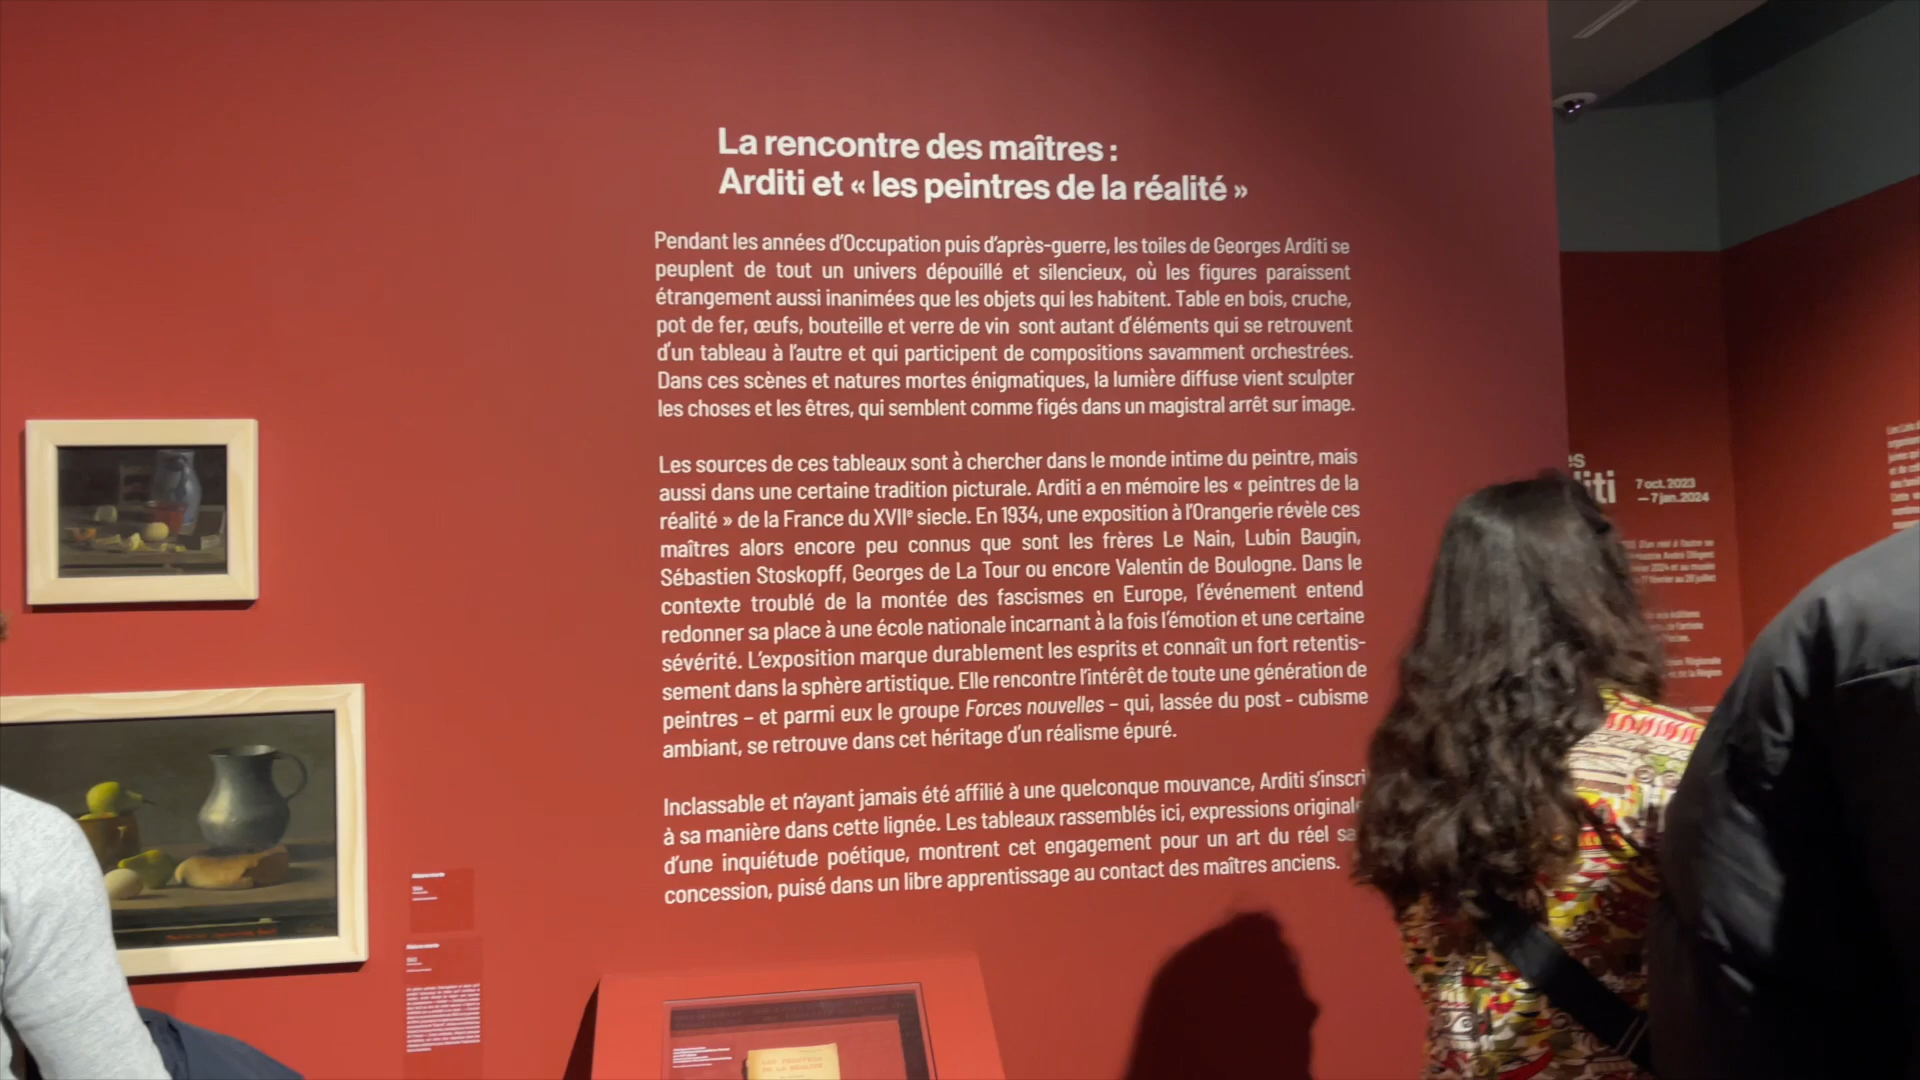 La rencontre des maîtres :
Arditi et « les peintres de la réalité »
Pendant les années d'Occupation puis d'après-guerre, les toiles de Georges Arditi se
peuplent de tout un univers dépouillé et silencieux, où les figures paraissent
étrangement aussi inanimées que les objets qui les habitent. Table en bois, cruche,
pot de fer, œufs, bouteille et verre de vin sont autant d'éléments qui se retrouvent
d'un tableau à l'autre et qui participent de compositions savamment orchestrées.
Dans ces scènes et natures mortes énigmatiques, la lumière diffuse vient sculpter
les choses et les êtres, qui semblent comme figés dans un magistral arrêt sur image.
Les sources de ces tableaux sont à chercher dans le monde intime du peintre, mais
aussi dans une certaine tradition picturale. Arditi a en mémoire les « peintres de la
réalité » de la France du XVIIᵉ siecle. En 1934, une exposition à l'Orangerie révèle ces
maîtres alors encore peu connus que sont les frères Le Nain, Lubin Baugin,
Sébastien Stoskopff, Georges de La Tour ou encore Valentin de Boulogne. Dans le
contexte troublé de la montée des fascismes en Europe, l'événement entend
redonner sa place à une école nationale incarnant à la fois l'émotion et une certaine
sévérité. L'exposition marque durablement les esprits et connaît un fort retentis-
sement dans la sphère artistique. Elle rencontre l'intérêt de toute une génération de
peintres – et parmi eux le groupe Forces nouvelles – qui, lassée du post - cubisme
ambiant, se retrouve dans cet héritage d'un réalisme épuré.
Inclassable et n'ayant jamais été affilié à une quelconque mouvance, Arditi s'inscri
à sa manière dans cette lignée. Les tableaux rassemblés ici, expressions original
d'une inquiétude poétique, montrent cet engagement pour un art du réel sa
concession, puisé dans un libre apprentissage au contact des maîtres anciens.
7 oct. 2023
— 7 jan. 2024
Nature morte
Nature morte
LES PEINTRES
DE LA RÉALITÉ